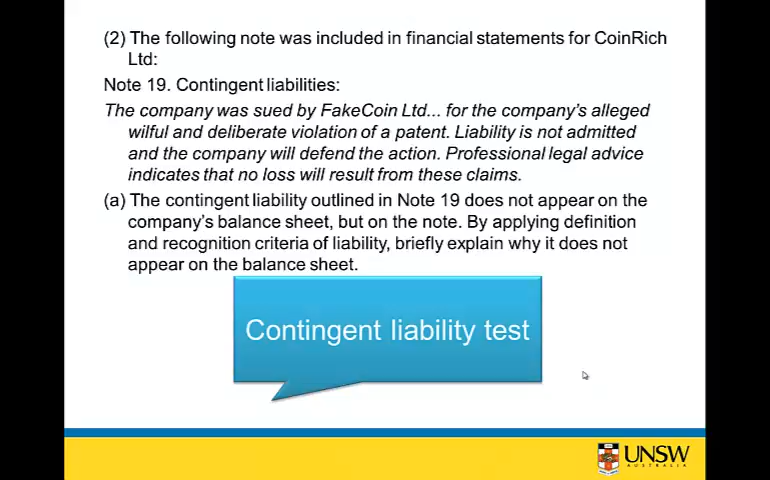 (2) The following note was included in financial statements for CoinRich
Ltd:
Note 19. Contingent liabilities:
The company was sued by FakeCoin Ltd... for the company's alleged
wilful and deliberate violation of a patent. Liability is not admitted
and the company will defend the action. Professional legal advice
indicates that no loss will result from these claims.
(a) The contingent liability outlined in Note 19 does not appear on the
company's balance sheet, but on the note. By applying definition
and recognition criteria of liability, briefly explain why it does not
appear on the balance sheet.
Contingent liability test
UNSW
AUSTRALIA